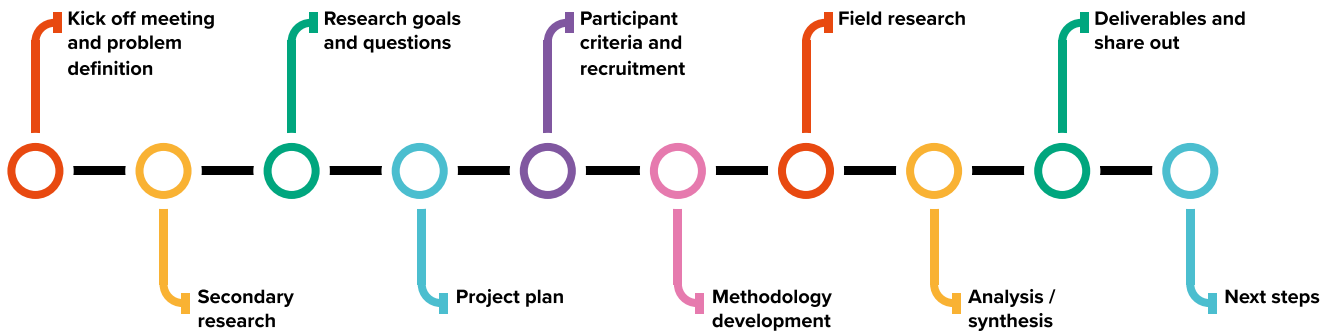 Kick off meeting
and problem
definition
Secondary
research
Research goals
and questions
Project plan
Participant
criteria and
recruitment
Methodology
development
Field research
Analysis /
synthesis
Deliverables and
share out
Next steps